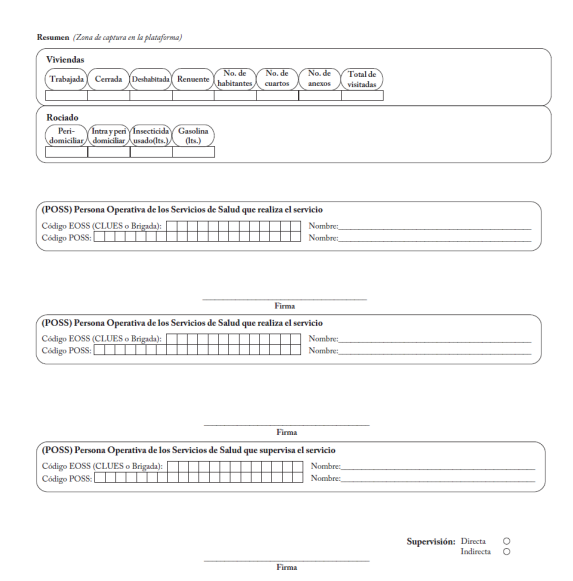 Resumen (Zona de captura en la plataforma)
Viviendas
Trabajada Cerrada Deshabitada Renuente No. de habitantes No. de cuartos No. de anexos Total de visitadas
Rociado
Peri-domiciliar Intra y peri domiciliar Insecticida usado(lts.) Gasolina (lts.)
(POSS) Persona Operativa de los Servicios de Salud que realiza el servicio
Código EOSS (CLUES o Brigada): Nombre:
Código POSS: Nombre:
Firma
(POSS) Persona Operativa de los Servicios de Salud que realiza el servicio
Código EOSS (CLUES o Brigada): Nombre:
Código POSS: Nombre:
Firma
(POSS) Persona Operativa de los Servicios de Salud que supervisa el servicio
Código EOSS (CLUES o Brigada): Nombre:
Código POSS: Nombre:
Supervisión: Directa
Indirecta
Firma